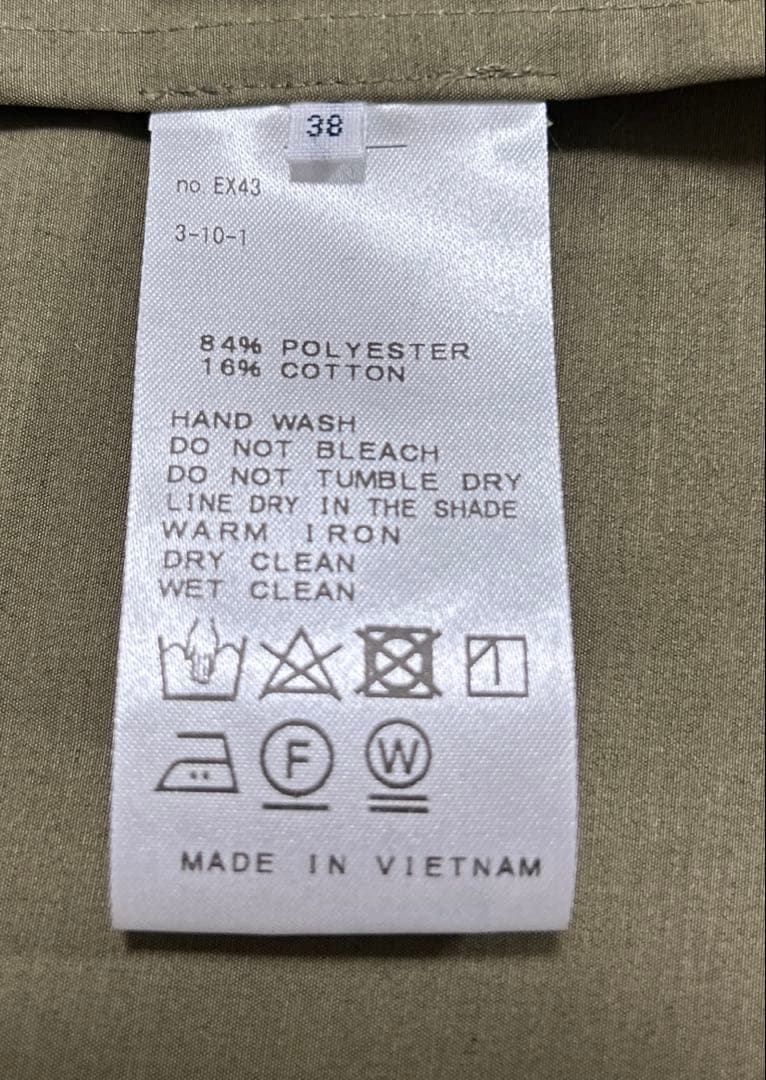 38
no EX43
3-10-1
84% POLYESTER
16% COTTON
HAND WASH
DO NOT BLEACH
DO NOT TUMBLE DRY
LINE DRY IN THE SHADE
WARM IRON
DRY CLEAN
WET CLEAN
F W
MADE IN VIETNAM